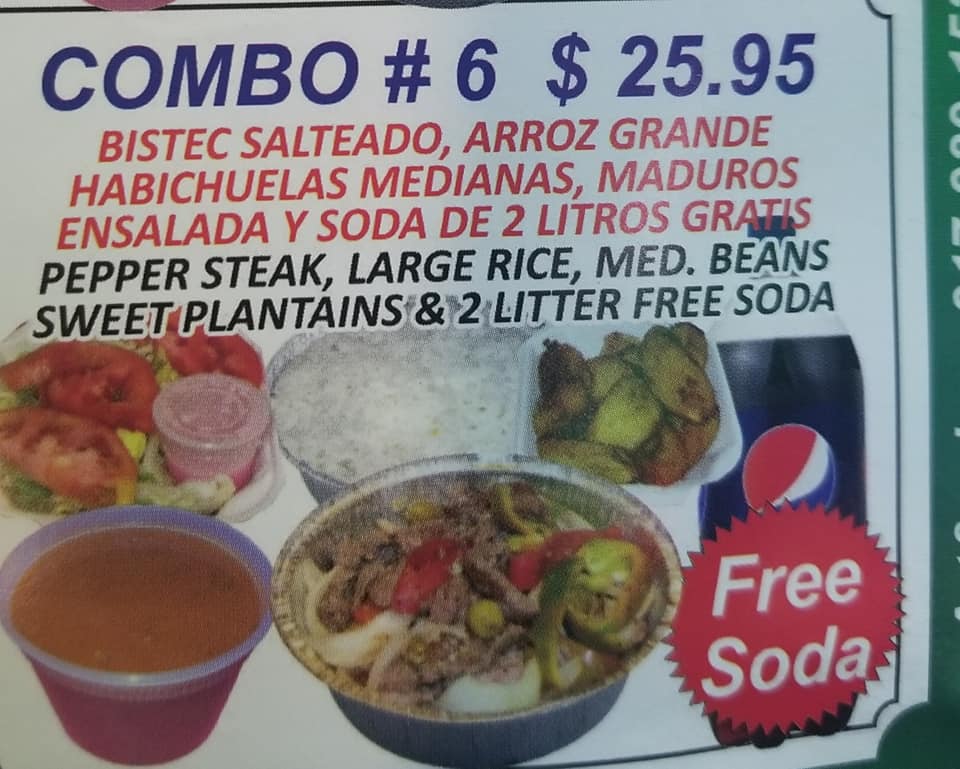 COMBO # 6 $ 25.95
BISTEC SALTEADO, ARROZ GRANDE
HABICHUELAS MEDIANAS, MADUROS
ENSALADA Y SODA DE 2 LITROS GRATIS
PEPPER STEAK, LARGE RICE, MED. BEANS
SWEET PLANTAINS & 2 LITTER FREE SODA
Free
Soda